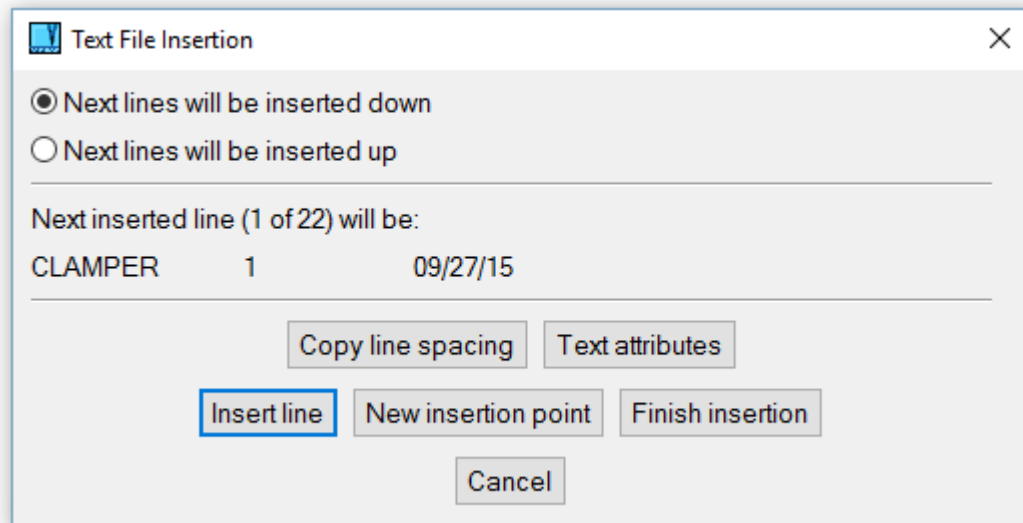 Text File Insertion
Next lines will be inserted down
Next lines will be inserted up
Next inserted line (1 of 22) will be:
CLAMPER 1 09/27/15
Copy line spacing Text attributes
Insert line New insertion point Finish insertion
Cancel